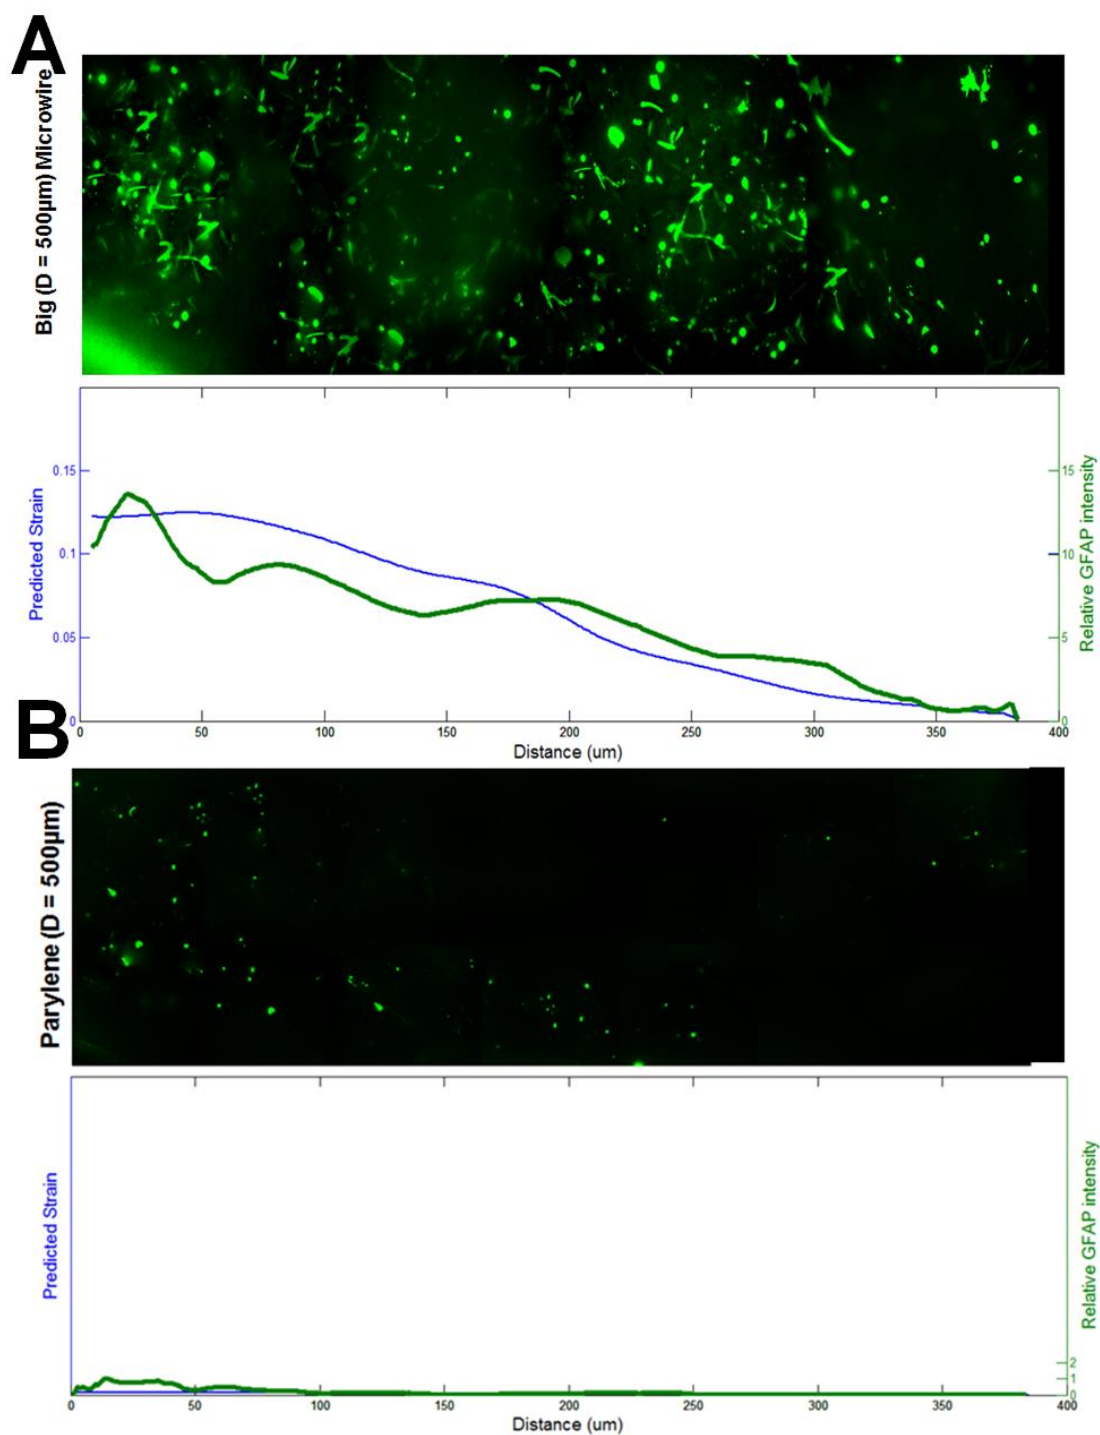 A
Big (D = 500µm) Microwire
Predicted Strain
0.15
0.1
0.05
0
15
10
5
0
Relative GFAP intensity
0 50 100 150 200 250 300 350 400
Distance (um)
B
Parylene (D = 500µm)
Predicted Strain
2
1
0
Relative GFAP intensity
0 50 100 150 200 250 300 350 400
Distance (um)